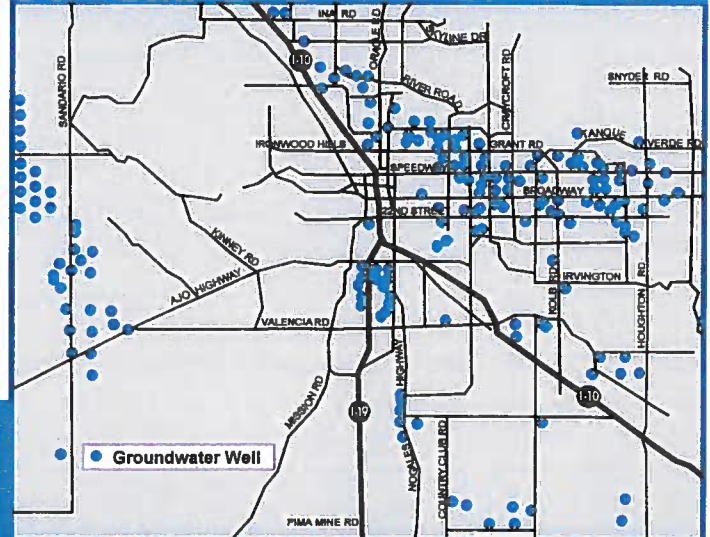 INA RD
ORACLE RD
SKYLINE DR
I-10
SANDARIO RD
RIVER ROAD
CRAYCROFT RD
SNYDER RD
TANQUE
VERDE RD
IRONWOOD HILLS
GRANT RD
SPEEDWAY
BROADWAY
22ND STREET
KINNEY RD
AJO HIGHWAY
IRVINGTON
KOLB RD
HOUGHTON RD
VALENCIA RD
MISSION RD
NOGALES HIGHWAY
I-19
I-10
COUNTRY CLUB RD
Groundwater Well
PIMA MINE RD